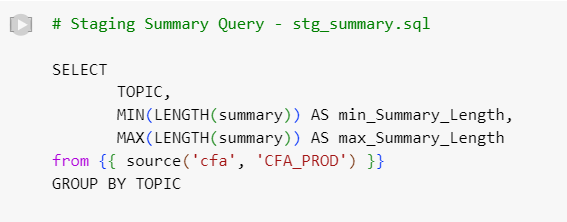 # Staging Summary Query - stg_summary.sql
SELECT
TOPIC,
MIN(LENGTH(summary)) AS min_Summary_Length,
MAX(LENGTH(summary)) AS max_Summary_Length
from {{ source('cfa', 'CFA_PROD') }}
GROUP BY TOPIC